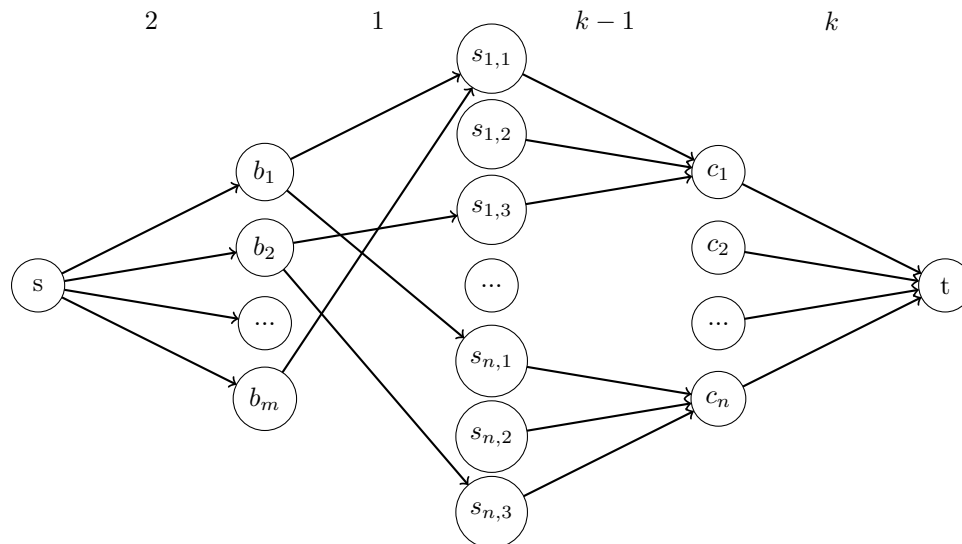 2 1 k − 1 k
s
b₁
b₂
...
bₘ
s₁,₁
s₁,₂
s₁,₃
...
sₙ,₁
sₙ,₂
sₙ,₃
c₁
c₂
...
cₙ
t